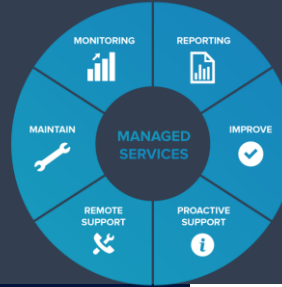 MONITORING
REPORTING
MAINTAIN
MANAGED
SERVICES
IMPROVE
REMOTE
SUPPORT
PROACTIVE
SUPPORT